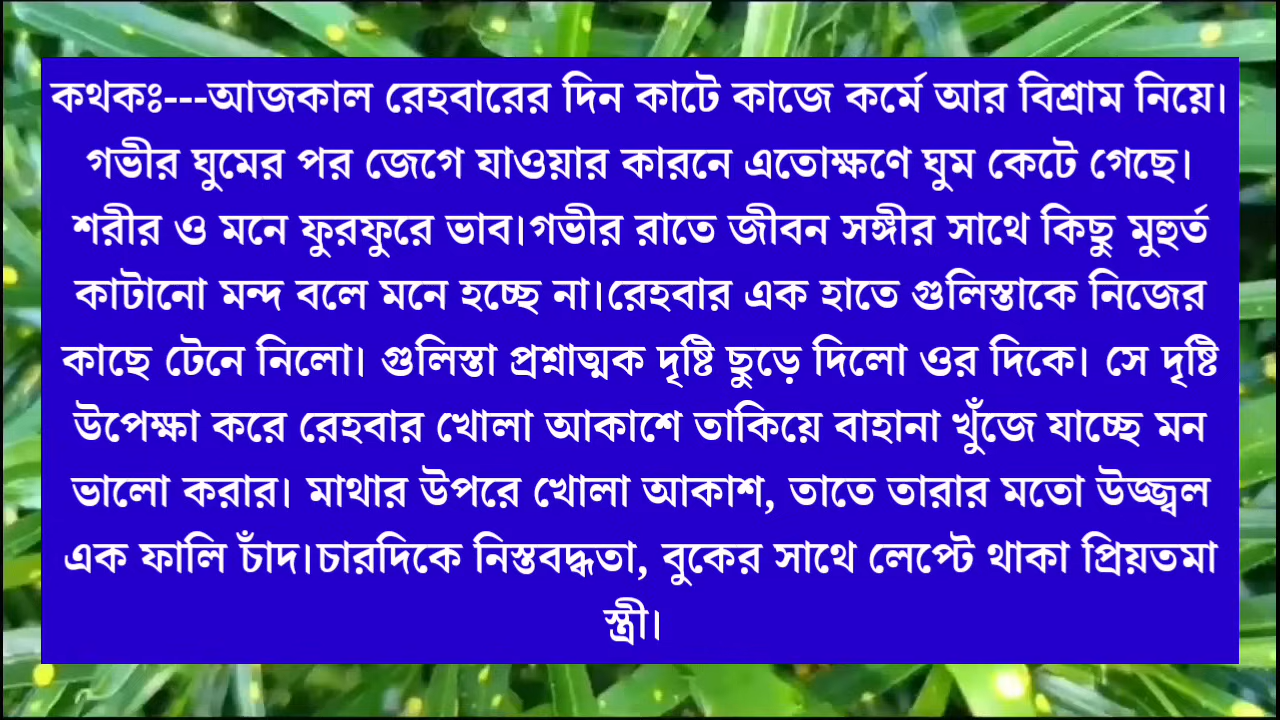 কথকঃ---আজকাল রেহবারের দিন কাটে কাজে কর্মে আর বিশ্রাম নিয়ে।
গভীর ঘুমের পর জেগে যাওয়ার কারনে এতোক্ষণে ঘুম কেটে গেছে।
শরীর ও মনে ফুরফুরে ভাব।গভীর রাতে জীবন সঙ্গীর সাথে কিছু মুহুর্ত
কাটানো মন্দ বলে মনে হচ্ছে না।রেহবার এক হাতে গুলিস্তাকে নিজের
কাছে টেনে নিলো। গুলিস্তা প্রশ্নাত্মক দৃষ্টি ছুড়ে দিলো ওর দিকে। সে দৃষ্টি
উপেক্ষা করে রেহবার খোলা আকাশে তাকিয়ে বাহানা খুঁজে যাচ্ছে মন
ভালো করার। মাথার উপরে খোলা আকাশ, তাতে তারার মতো উজ্জ্বল
এক ফালি চাঁদ।চারদিকে নিস্তবদ্ধতা, বুকের সাথে লেপ্টে থাকা প্রিয়তমা
স্ত্রী।